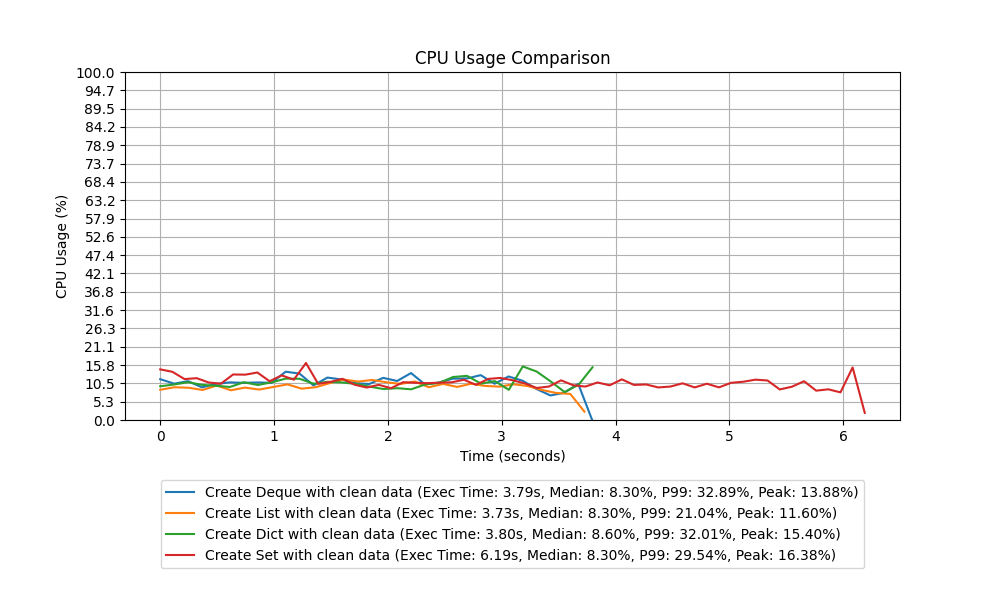 CPU Usage Comparison
100.0
94.7
89.5
84.2
78.9
73.7
68.4
63.2
57.9
52.6
47.4
42.1
36.8
31.6
26.3
21.1
15.8
10.5
5.3
0.0
CPU Usage (%)
0 1 2 3 4 5 6
Time (seconds)
Create Deque with clean data (Exec Time: 3.79s, Median: 8.30%, P99: 32.89%, Peak: 13.88%)
Create List with clean data (Exec Time: 3.73s, Median: 8.30%, P99: 21.04%, Peak: 11.60%)
Create Dict with clean data (Exec Time: 3.80s, Median: 8.60%, P99: 32.01%, Peak: 15.40%)
Create Set with clean data (Exec Time: 6.19s, Median: 8.30%, P99: 29.54%, Peak: 16.38%)